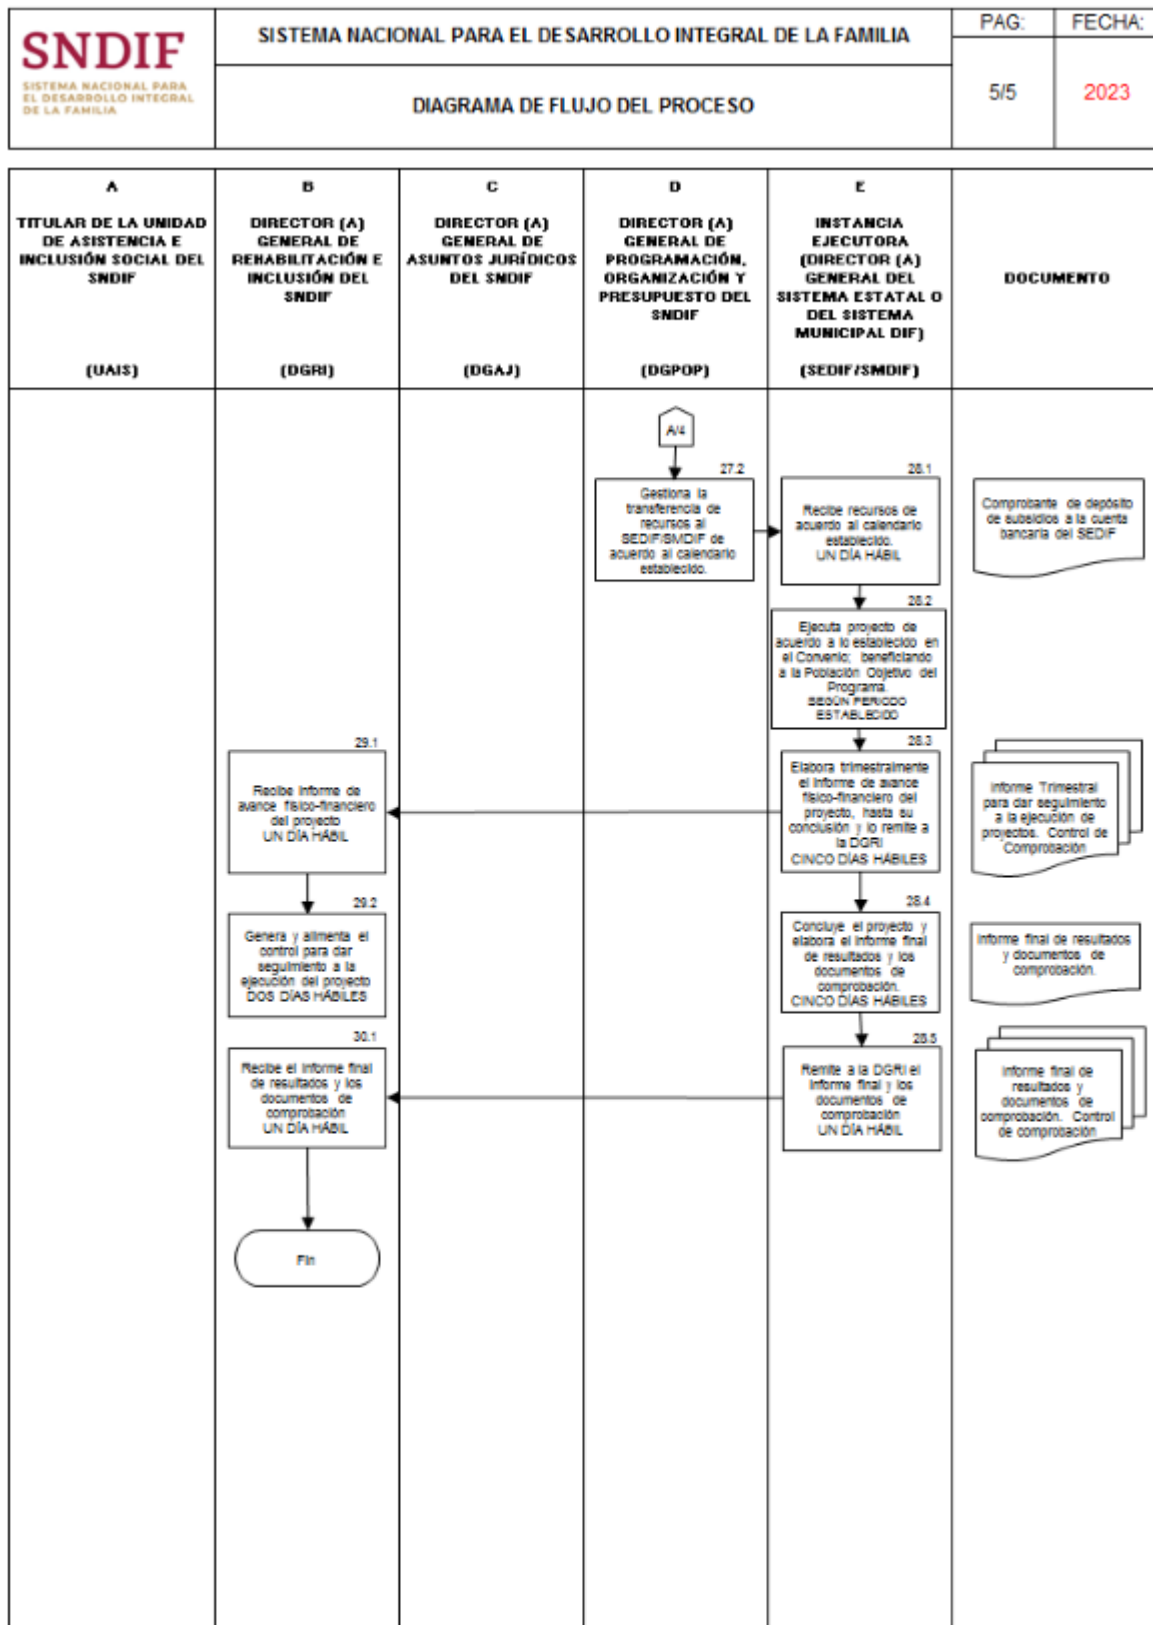 SNDIF
SISTEMA NACIONAL PARA
EL DESARROLLO INTEGRAL
DE LA FAMILIA
SISTEMA NACIONAL PARA EL DESARROLLO INTEGRAL DE LA FAMILIA
DIAGRAMA DE FLUJO DEL PROCESO
PAG:
FECHA:
5/5
2023
A
TITULAR DE LA UNIDAD
DE ASISTENCIA E
INCLUSIÓN SOCIAL DEL
SNDIF
(UAIS)
B
DIRECTOR (A)
GENERAL DE
REHABILITACIÓN E
INCLUSIÓN DEL
SNDIF
(DGRI)
C
DIRECTOR (A)
GENERAL DE
ASUNTOS JURÍDICOS
DEL SNDIF
(DGAJ)
D
DIRECTOR (A)
GENERAL DE
PROGRAMACIÓN,
ORGANIZACIÓN Y
PRESUPUESTO DEL
SNDIF
(DGPOP)
E
INSTANCIA
EJECUTORA
(DIRECTOR (A)
GENERAL DEL
SISTEMA ESTATAL O
DEL SISTEMA
MUNICIPAL DIF)
(SEDIF/SMDIF)
DOCUMENTO
A/4
27.2
Gestiona la
transferencia de
recursos al
SEDIF/SMDIF de
acuerdo al calendario
establecido.
28.1
Recibe recursos de
acuerdo al calendario
establecido.
UN DÍA HÁBIL
Comprobante de depósito
de subsidios a la cuenta
bancaria del SEDIF
28.2
Ejecuta proyecto de
acuerdo a lo establecido en
el Convenio; beneficiando
a la Población Objetivo del
Programa.
SEGÚN PERIODO
ESTABLECIDO
29.1
Recibe informe de
avance físico-financiero
del proyecto
UN DÍA HÁBIL
28.3
Elabora trimestralmente
el informe de avance
físico-financiero del
proyecto, hasta su
conclusión y lo remite a
la DGRI
CINCO DÍAS HÁBILES
Informe Trimestral
para dar seguimiento
a la ejecución de
proyectos. Control de
Comprobación
29.2
Genera y alimenta el
control para dar
seguimiento a la
ejecución del proyecto
DOS DÍAS HÁBILES
28.4
Concluye el proyecto y
elabora el informe final
de resultados y los
documentos de
comprobación.
CINCO DÍAS HÁBILES
Informe final de resultados
y documentos de
comprobación.
30.1
Recibe el informe final
de resultados y los
documentos de
comprobación
UN DÍA HÁBIL
28.5
Remite a la DGRI el
informe final y los
documentos de
comprobación
UN DÍA HÁBIL
Informe final de
resultados y
documentos de
comprobación. Control
de comprobación
Fin